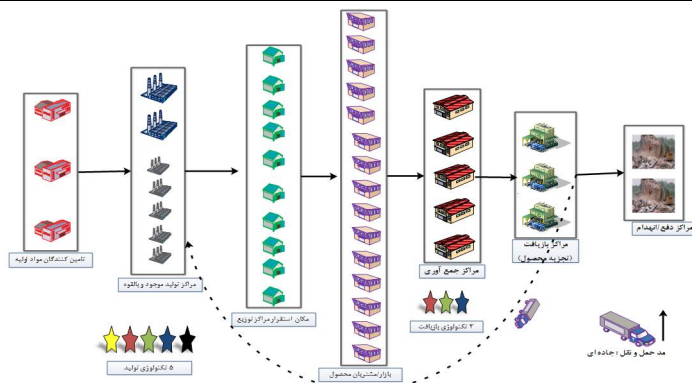 تامین کنندگان مواد اولیه
مراکز تولید موجود و بالقوه
مکان استقرار مراکز توزیع
بازار/مشتریان محصول
مراکز جمع آوری
مراکز بازیافت
(تجزیه محصول)
مراکز دفع/انهدام
۵ تکنولوژی تولید
۳ تکنولوژی بازیافت
مد حمل و نقل : جاده ای